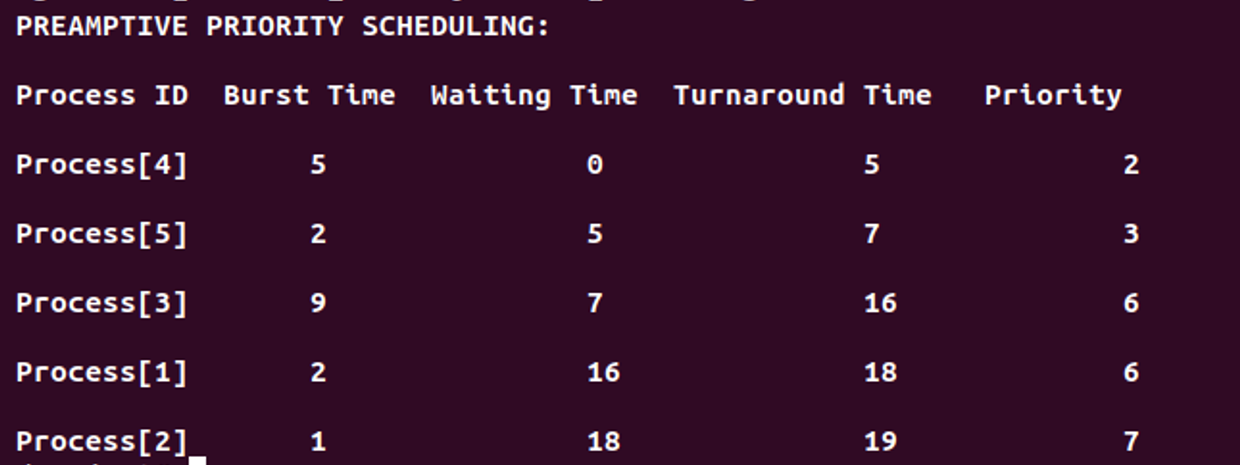 PREAMPTIVE PRIORITY SCHEDULING:
Process ID  Burst Time  Waiting Time  Turnaround Time   Priority
Process[4]       5               0               5              2
Process[5]       2               5               7              3
Process[3]       9               7               16             6
Process[1]       2               16              18             6
Process[2]       1               18              19             7